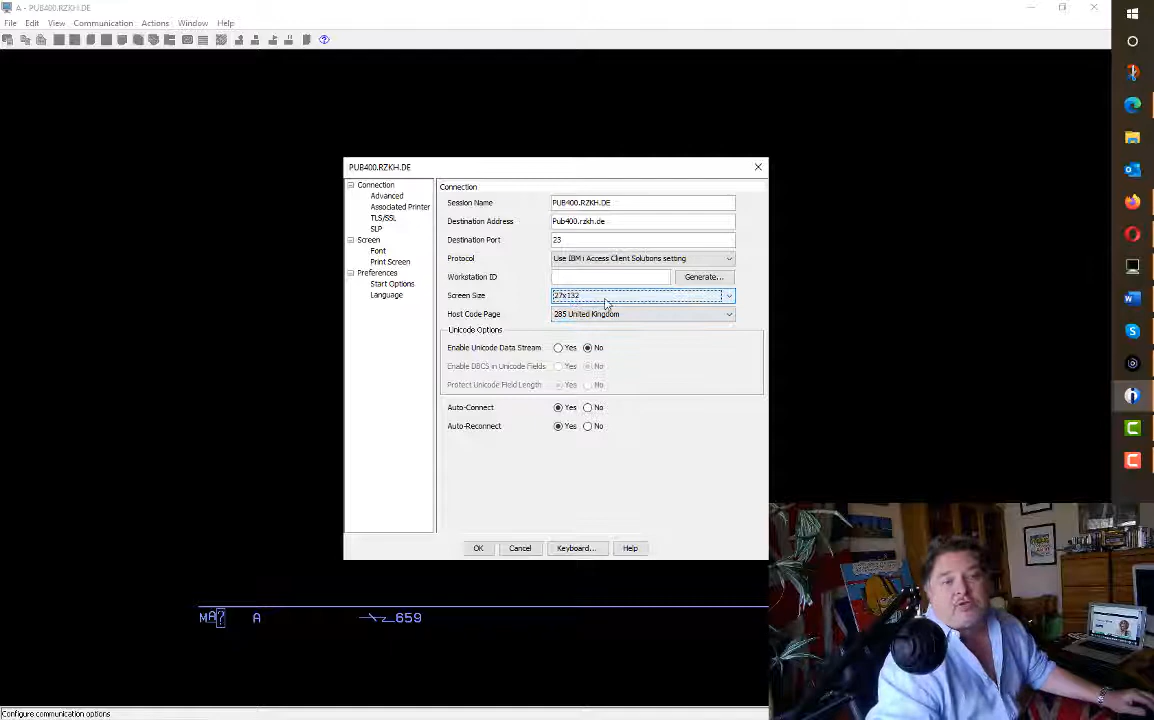 A - PUB400.RZKH.DE
File Edit View Communication Actions Window Help
PUB400.RZKH.DE
Connection
Advanced
Associated Printer
TLS/SSL
SLP
Screen
Font
Print Screen
Preferences
Start Options
Language
Connection
Session Name PUB400.RZKH.DE
Destination Address Pub400.rzkh.de
Destination Port 23
Protocol Use IBM i Access Client Solutions setting
Workstation ID Generate...
Screen Size 27x132
Host Code Page 285 United Kingdom
Unicode Options
Enable Unicode Data Stream Yes No
Enable DBCS in Unicode Fields Yes No
Protect Unicode Field Length Yes No
Auto-Connect Yes No
Auto-Reconnect Yes No
OK Cancel Keyboard... Help
MA? A 659
Configure communication options